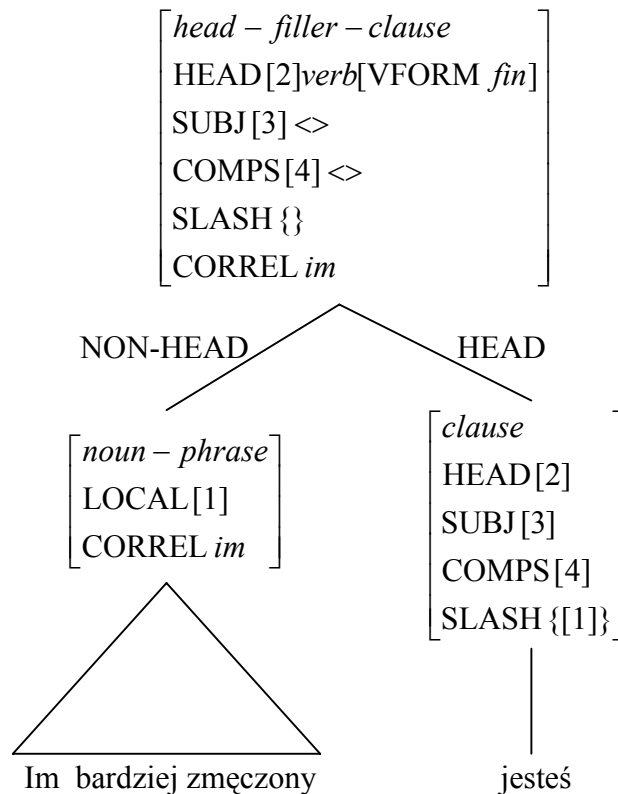 head – filler – clause
HEAD[2]verb[VFORM fin]
SUBJ[3] <>
COMPS[4] <>
SLASH {}
CORREL im
NON-HEAD HEAD
noun – phrase
LOCAL[1]
CORREL im
clause
HEAD[2]
SUBJ[3]
COMPS[4]
SLASH {[1]}
Im bardziej zmęczony jesteś